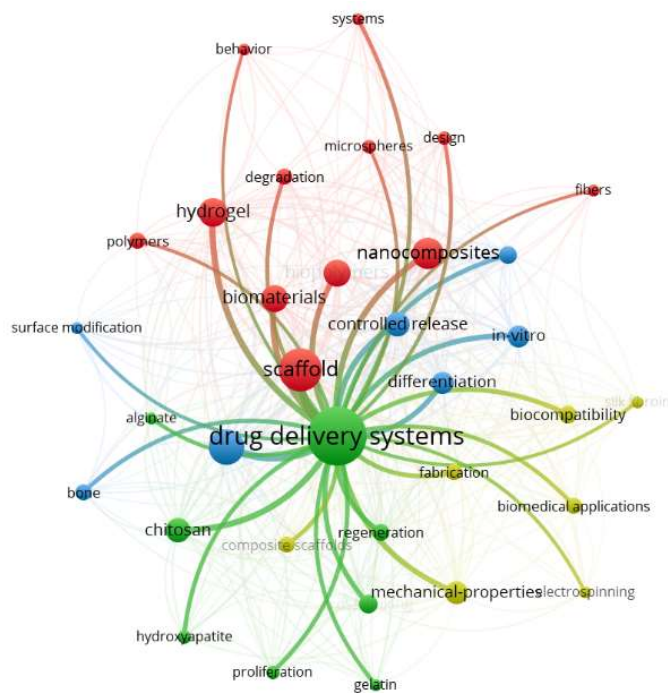 systems
behavior
microspheres
design
degradation
fibers
hydrogel
polymers
nanocomposites
biomaterials
controlled release
surface modification
in-vitro
scaffold
differentiation
alginate
biocompatibility
drug delivery systems
fabrication
bone
biomedical applications
chitosan
regeneration
composite scaffolds
mechanical-properties
electrospinning
hydroxyapatite
proliferation
gelatin